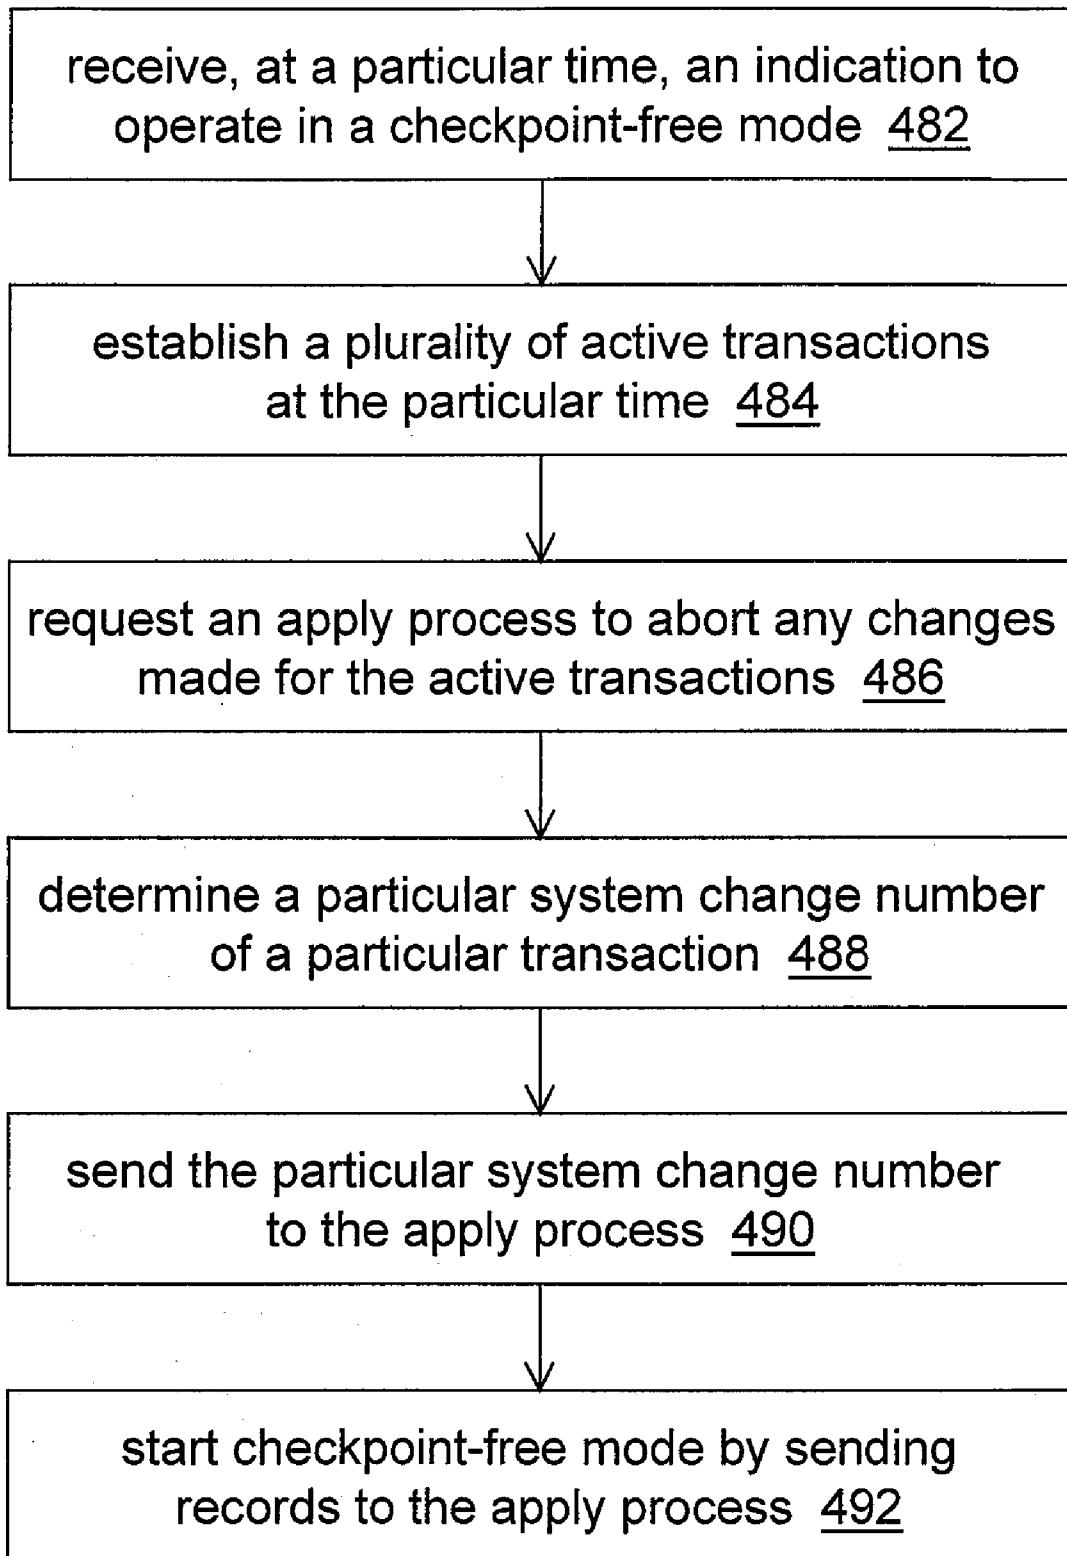 receive, at a particular time, an indication to
operate in a checkpoint-free mode 482
establish a plurality of active transactions
at the particular time 484
request an apply process to abort any changes
made for the active transactions 486
determine a particular system change number
of a particular transaction 488
send the particular system change number
to the apply process 490
start checkpoint-free mode by sending
records to the apply process 492